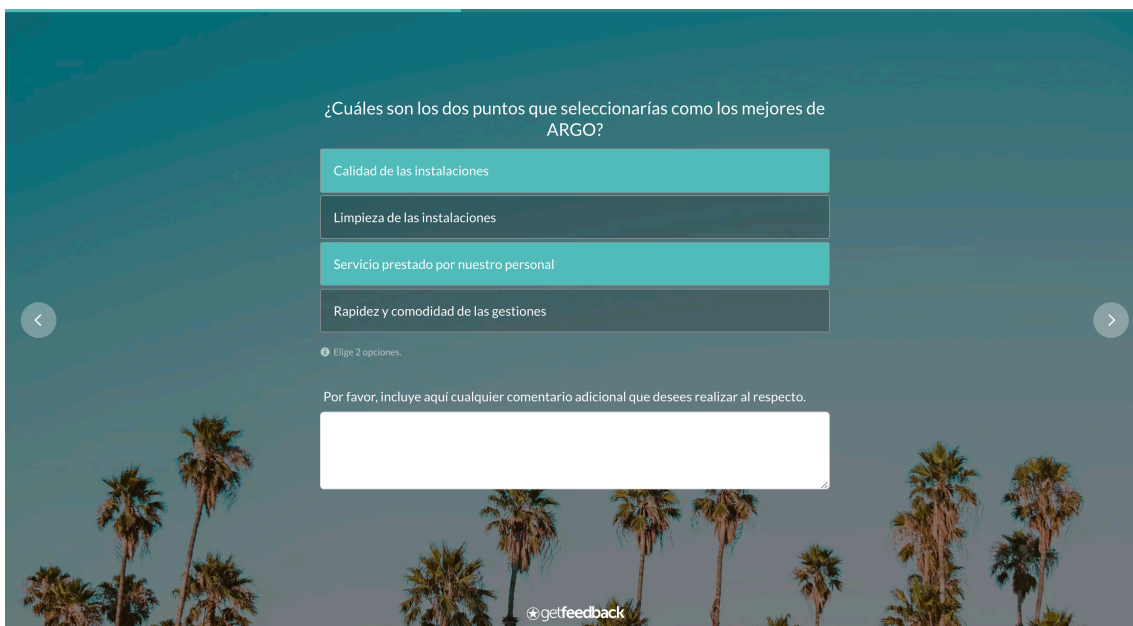 ¿Cuáles son los dos puntos que seleccionarías como los mejores de
ARGO?
Calidad de las instalaciones
Limpieza de las instalaciones
Servicio prestado por nuestro personal
Rapidez y comodidad de las gestiones
Elige 2 opciones.
Por favor, incluye aquí cualquier comentario adicional que desees realizar al respecto.
getfeedback